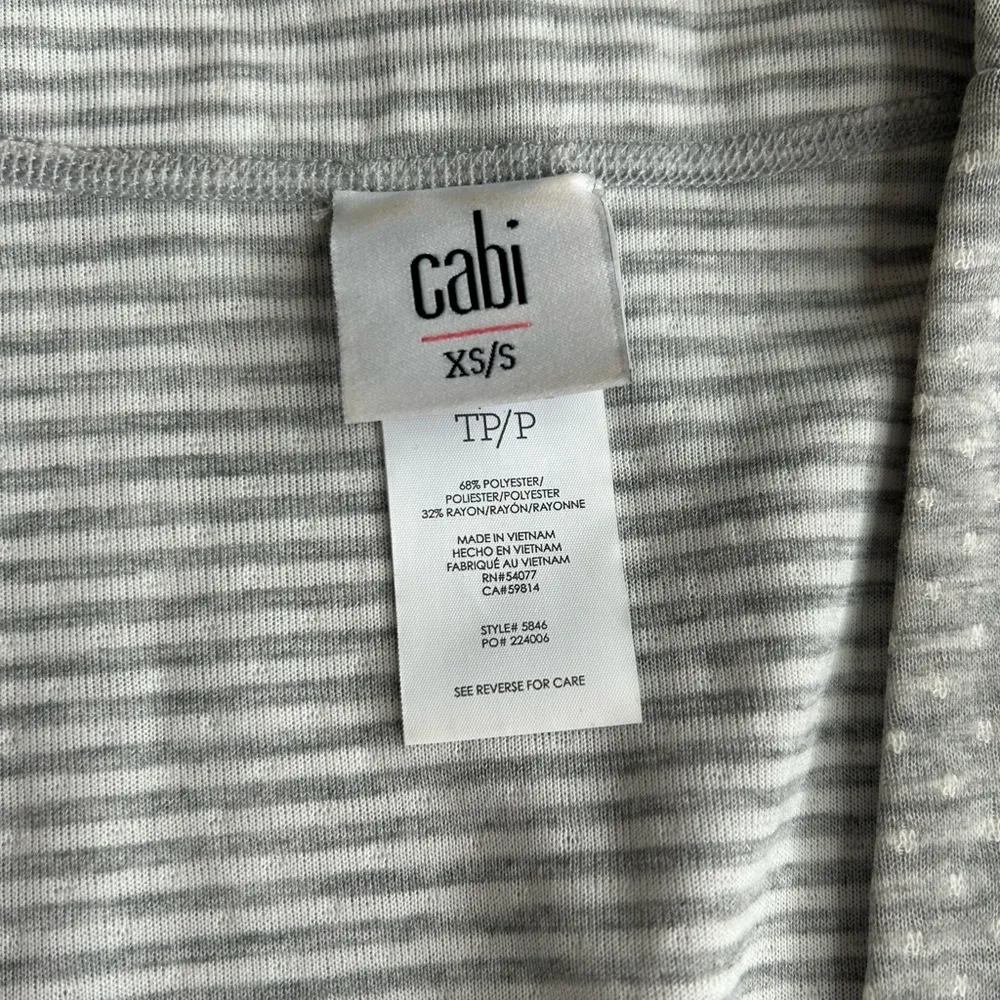 cabi
XS/S
TP/P
68% POLYESTER/
POLIESTER/POLYESTER
32% RAYON/RAYÓN/RAYONNE
MADE IN VIETNAM
HECHO EN VIETNAM
FABRIQUÉ AU VIETNAM
RN#54077
CA#59814
STYLE# 5846
PO# 224006
SEE REVERSE FOR CARE